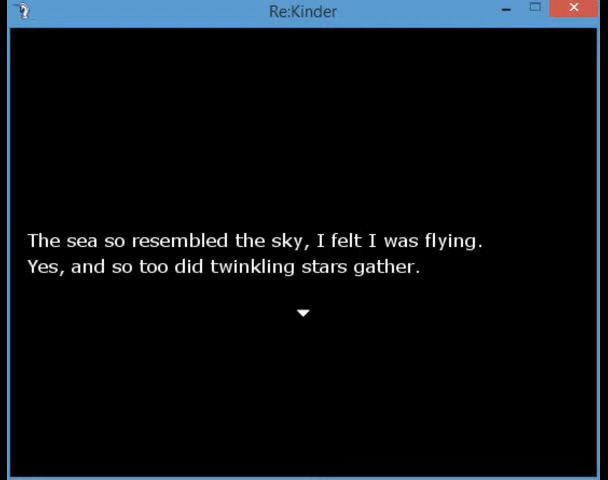 Re:Kinder
The sea so resembled the sky, I felt I was flying.
Yes, and so too did twinkling stars gather.